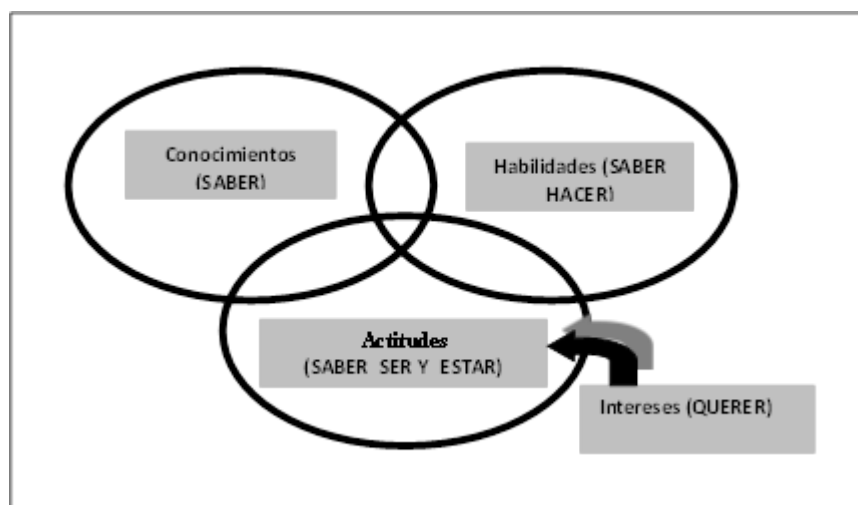 Conocimientos
(SABER)
Habilidades (SABER
HACER)
Actitudes
(SABER SER Y ESTAR)
Intereses (QUERER)